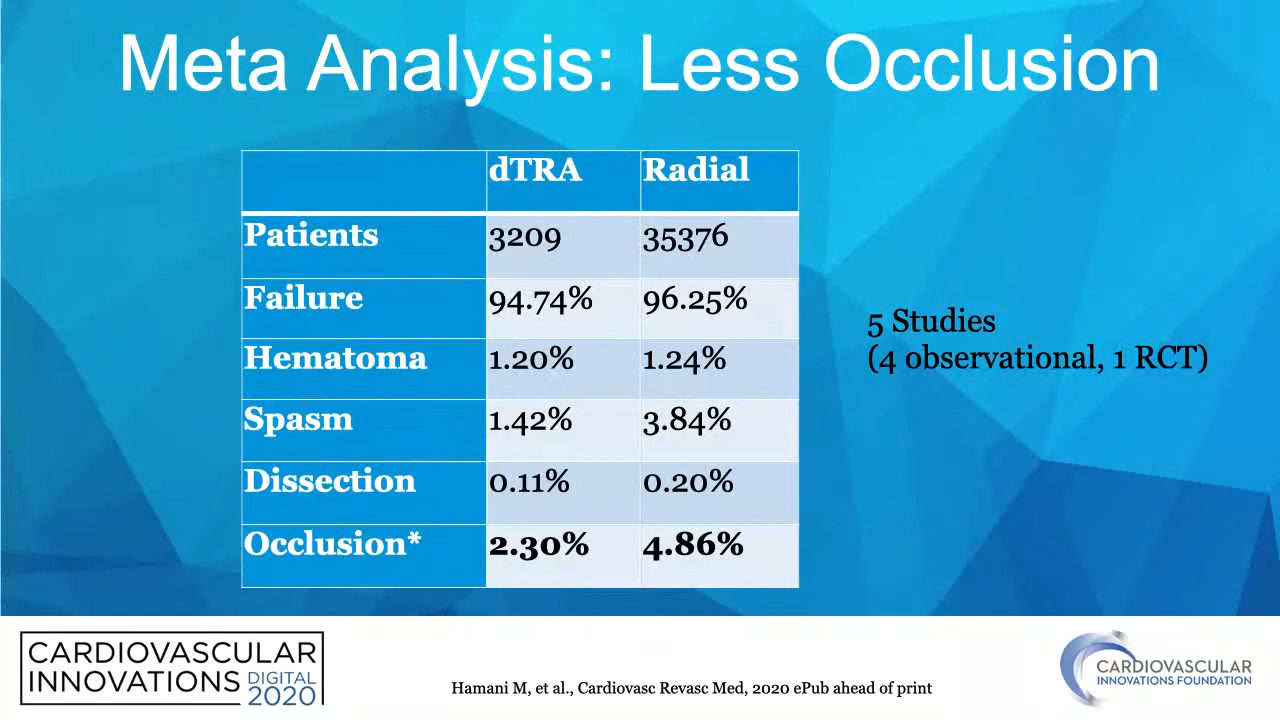 Meta Analysis: Less Occlusion
dTRA Radial
Patients 3209 35376
Failure 94.74% 96.25%
Hematoma 1.20% 1.24%
Spasm 1.42% 3.84%
Dissection 0.11% 0.20%
Occlusion* 2.30% 4.86%
5 Studies
(4 observational, 1 RCT)
CARDIOVASCULAR
INNOVATIONS DIGITAL
2020
Hamani M, et al., Cardiovasc Revasc Med, 2020 ePub ahead of print
CARDIOVASCULAR
INNOVATIONS FOUNDATION